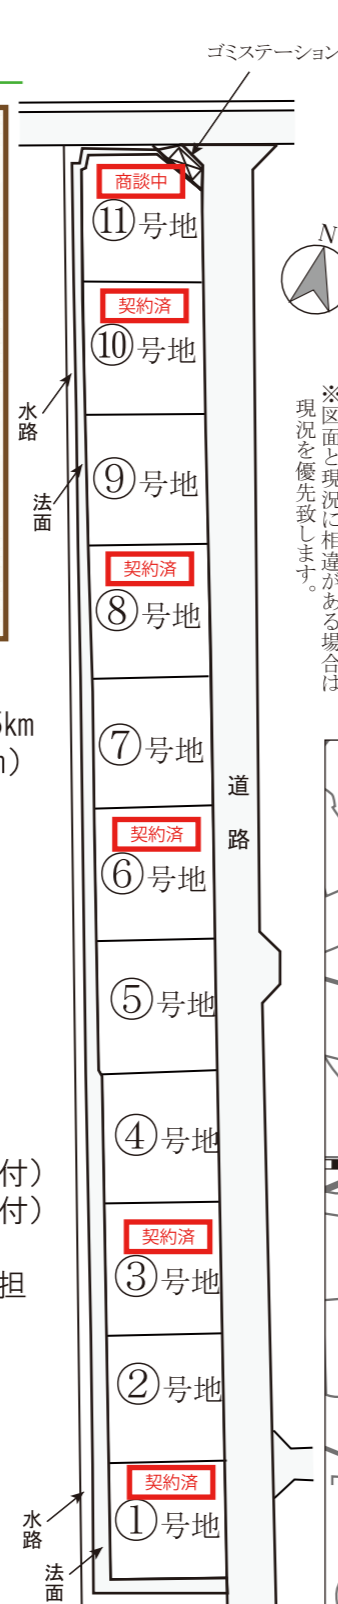 ゴミステーション
商談中
⑪号地
N
契約済
⑩号地
水路
※図面と現況に相違がある場合は
現況を優先致します。
⑨号地
法面
契約済
⑧号地
km
⑦号地
道路
契約済
⑥号地
⑤号地
④号地
付）
付）
契約済
③号地
担
②号地
契約済
①号地
水路
法面